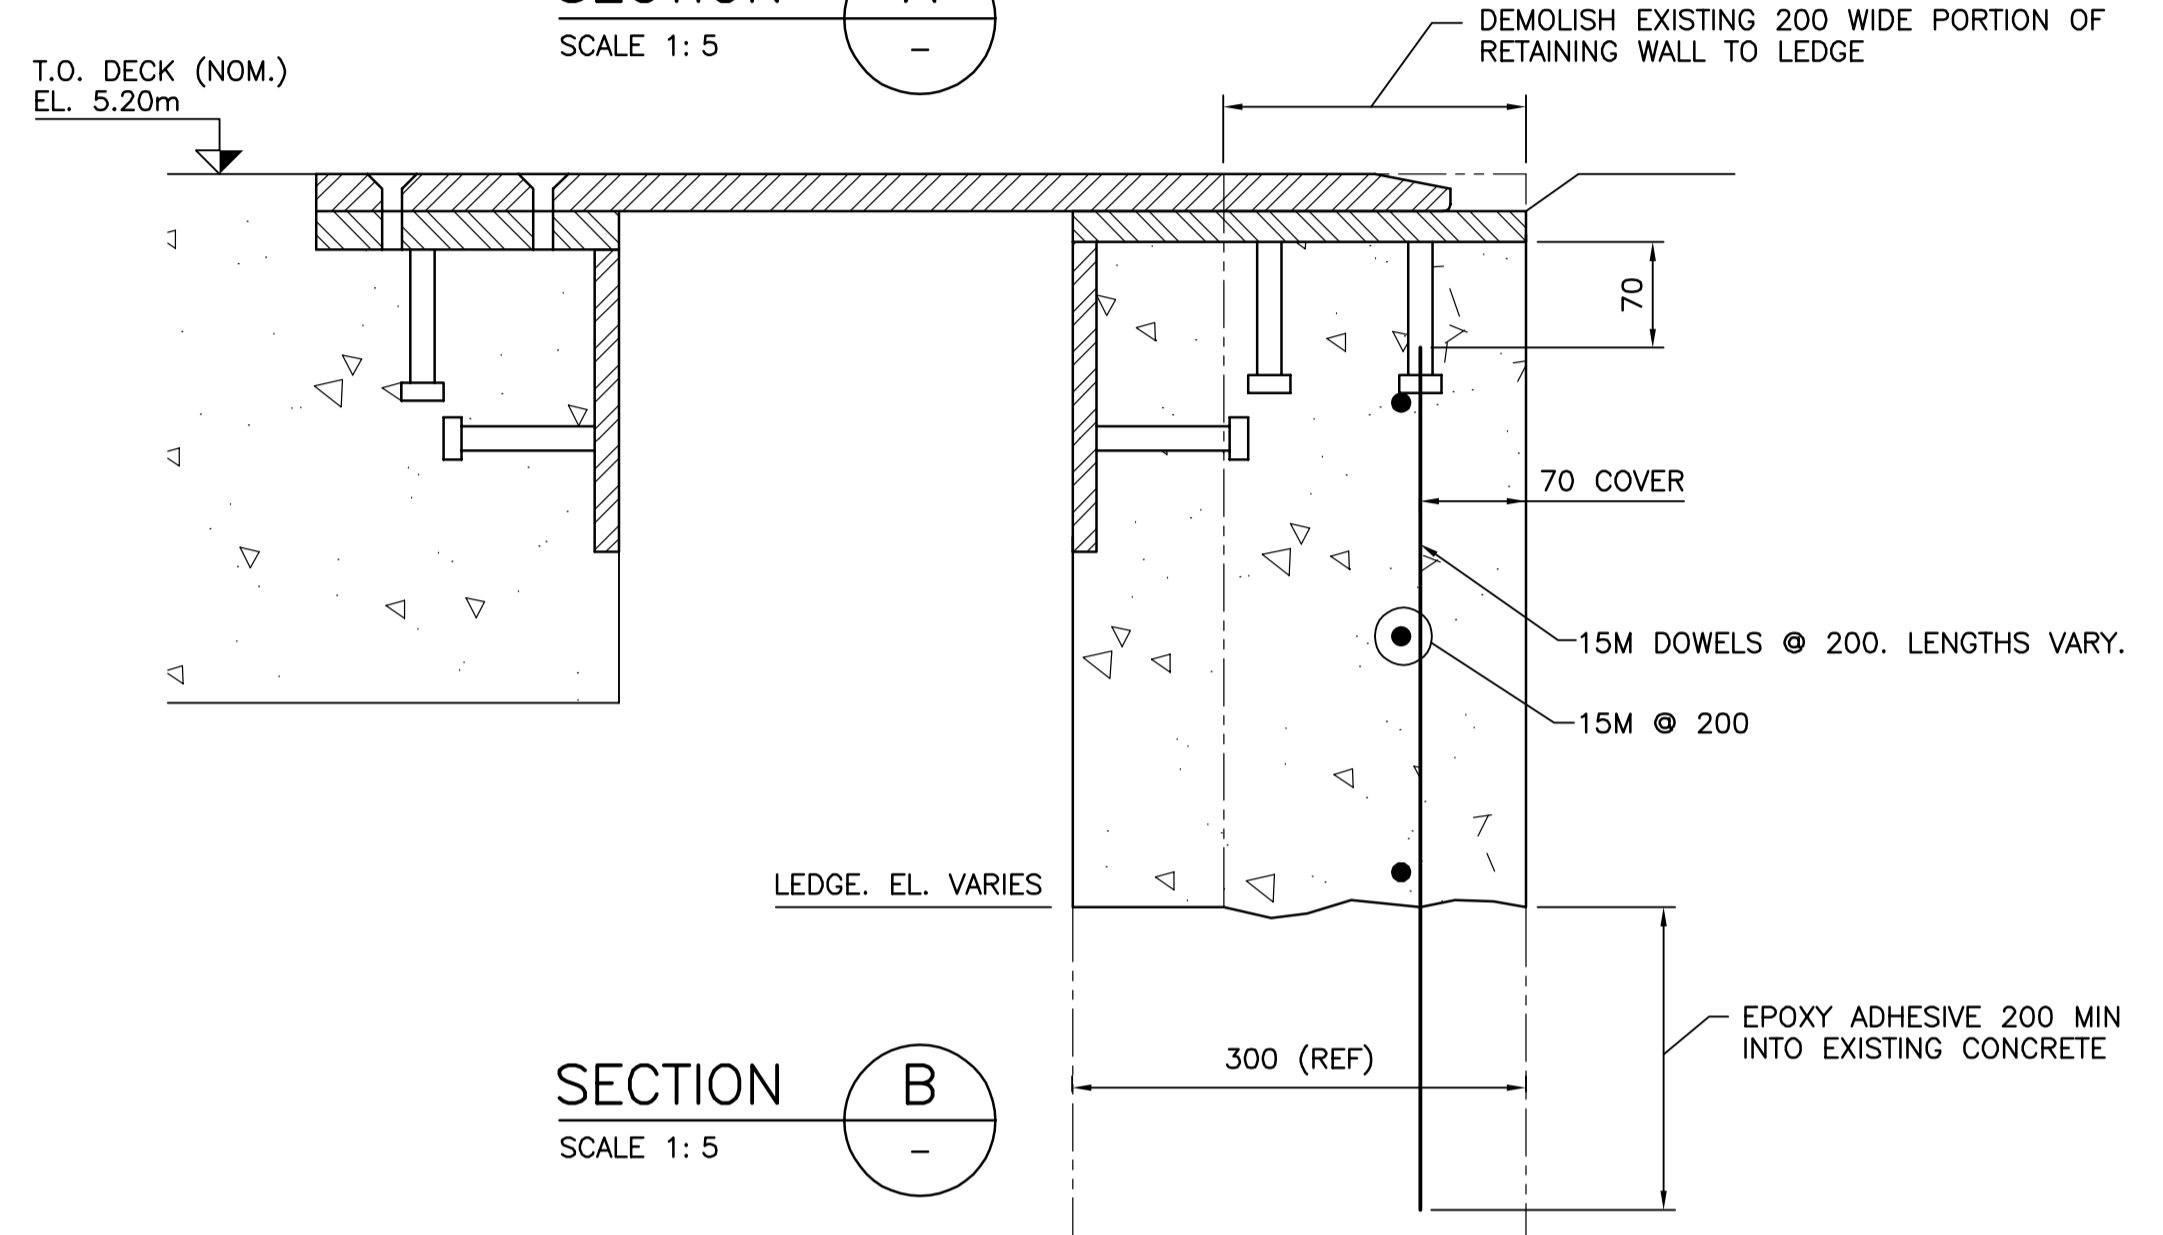 SECTION A
SCALE 1:5
-
DEMOLISH EXISTING 200 WIDE PORTION OF
RETAINING WALL TO LEDGE
T.O. DECK (NOM.)
EL. 5.20m
70
70 COVER
15M DOWELS @ 200. LENGTHS VARY.
15M @ 200
LEDGE. EL. VARIES
300 (REF)
EPOXY ADHESIVE 200 MIN
INTO EXISTING CONCRETE
SECTION B
SCALE 1:5
-